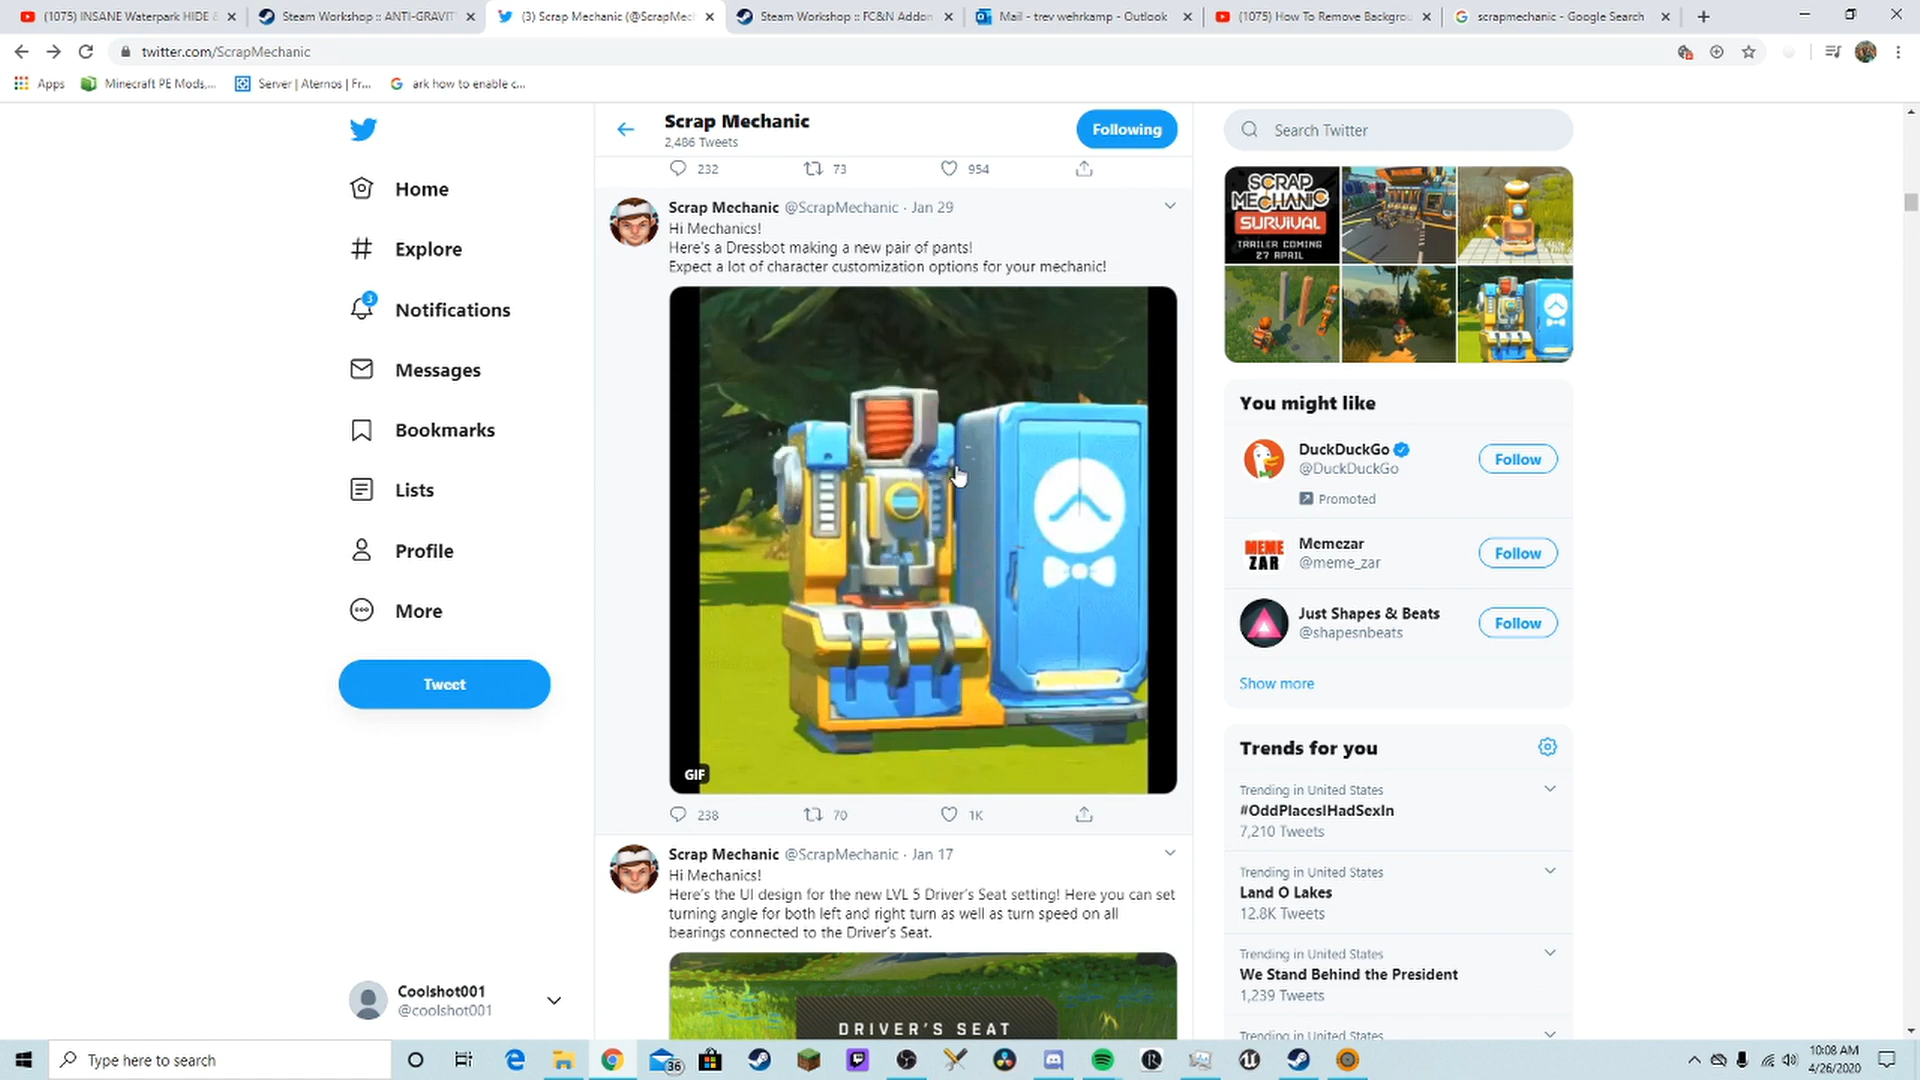 (1075) INSANE Waterpark HIDE &
Steam Workshop :: ANTI-GRAVIT
(3) Scrap Mechanic (@ScrapMec
Steam Workshop :: FC&N Addon
Mail - trev wehrkamp - Outlook
(1075) How To Remove Backgrou
scrapmechanic - Google Search
twitter.com/ScrapMechanic
Apps
Minecraft PE Mods,...
Server | Aternos | Fr...
ark how to enable c...
Home
Explore
3
Notifications
Messages
Bookmarks
Lists
Profile
More
Tweet
Coolshot001
@coolshot001
Scrap Mechanic
2,486 Tweets
Following
232
73
954
Scrap Mechanic @ScrapMechanic · Jan 29
Hi Mechanics!
Here's a Dressbot making a new pair of pants!
Expect a lot of character customization options for your mechanic!
GIF
238
70
1K
Scrap Mechanic @ScrapMechanic · Jan 17
Hi Mechanics!
Here's the UI design for the new LVL 5 Driver's Seat setting! Here you can set
turning angle for both left and right turn as well as turn speed on all
bearings connected to the Driver's Seat.
DRIVER'S SEAT
Search Twitter
SCRAP
MECHANIC
SURVIVAL
TRAILER COMING
27 APRIL
You might like
DuckDuckGo
@DuckDuckGo
Promoted
Follow
MEME
ZAR
Memezar
@meme_zar
Follow
Just Shapes & Beats
@shapesnbeats
Follow
Show more
Trends for you
Trending in United States
#OddPlacesIHadSexIn
7,210 Tweets
Trending in United States
Land O Lakes
12.8K Tweets
Trending in United States
We Stand Behind the President
1,239 Tweets
Trending in United States
Type here to search
36
10:08 AM
4/26/2020